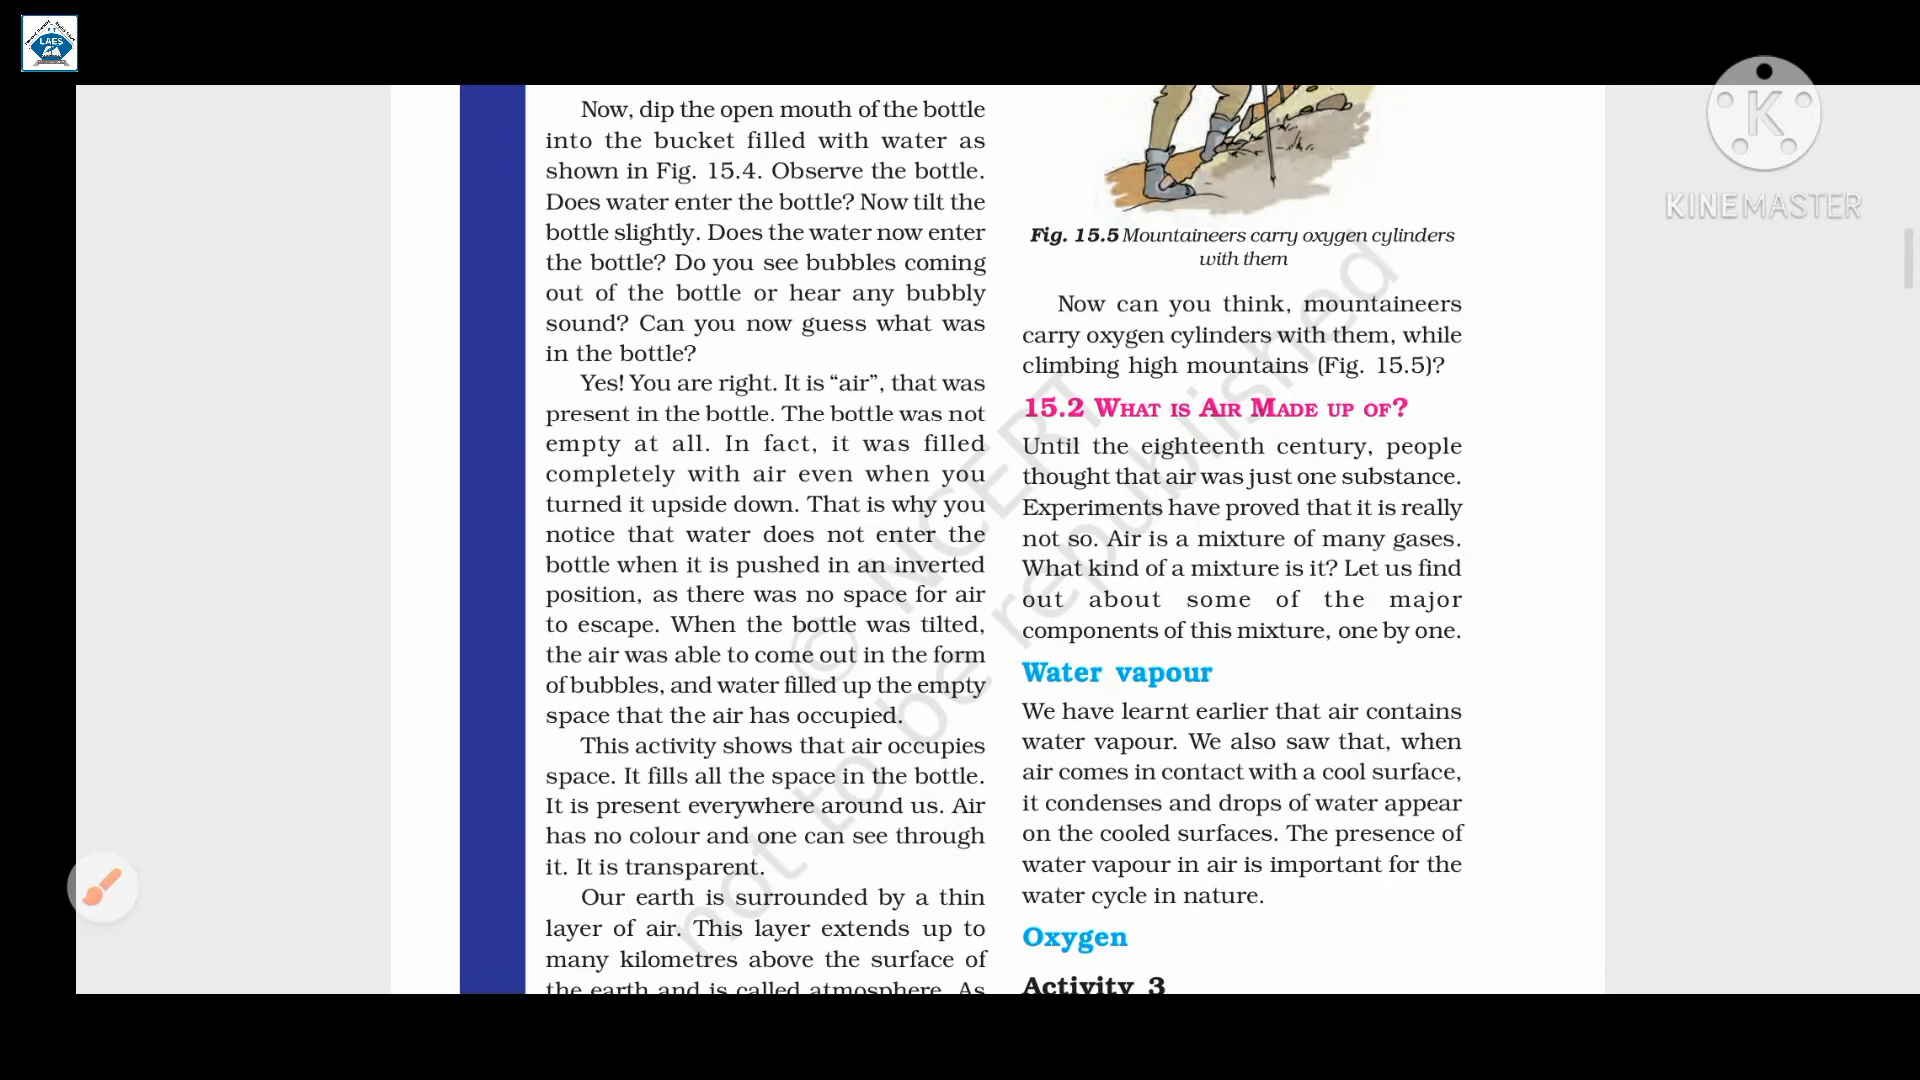 LAES
Now, dip the open mouth of the bottle
into the bucket filled with water as
shown in Fig. 15.4. Observe the bottle.
Does water enter the bottle? Now tilt the
bottle slightly. Does the water now enter
the bottle? Do you see bubbles coming
out of the bottle or hear any bubbly
sound? Can you now guess what was
in the bottle?
Yes! You are right. It is “air”, that was
present in the bottle. The bottle was not
empty at all. In fact, it was filled
completely with air even when you
turned it upside down. That is why you
notice that water does not enter the
bottle when it is pushed in an inverted
position, as there was no space for air
to escape. When the bottle was tilted,
the air was able to come out in the form
of bubbles, and water filled up the empty
space that the air has occupied.
This activity shows that air occupies
space. It fills all the space in the bottle.
It is present everywhere around us. Air
has no colour and one can see through
it. It is transparent.
Our earth is surrounded by a thin
layer of air. This layer extends up to
many kilometres above the surface of
the earth and is called atmosphere. As
Fig. 15.5 Mountaineers carry oxygen cylinders
with them
Now can you think, mountaineers
carry oxygen cylinders with them, while
climbing high mountains (Fig. 15.5)?
15.2 What is Air Made up of?
Until the eighteenth century, people
thought that air was just one substance.
Experiments have proved that it is really
not so. Air is a mixture of many gases.
What kind of a mixture is it? Let us find
out about some of the major
components of this mixture, one by one.
Water vapour
We have learnt earlier that air contains
water vapour. We also saw that, when
air comes in contact with a cool surface,
it condenses and drops of water appear
on the cooled surfaces. The presence of
water vapour in air is important for the
water cycle in nature.
Oxygen
Activity 3
© NCERT
not to be republished
K
KINEMASTER